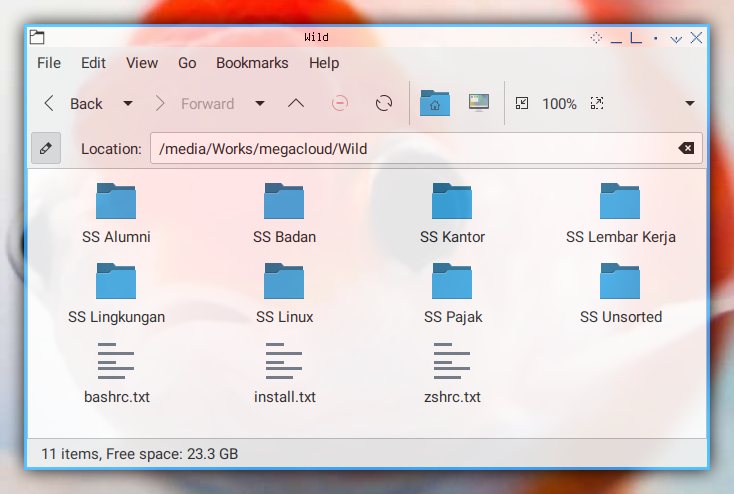 Wild
File Edit View Go Bookmarks Help
Back Forward 100%
Location: /media/Works/megacloud/Wild
SS Alumni SS Badan SS Kantor SS Lembar Kerja
SS Lingkungan SS Linux SS Pajak SS Unsorted
bashrc.txt install.txt zshrc.txt
11 items, Free space: 23.3 GB